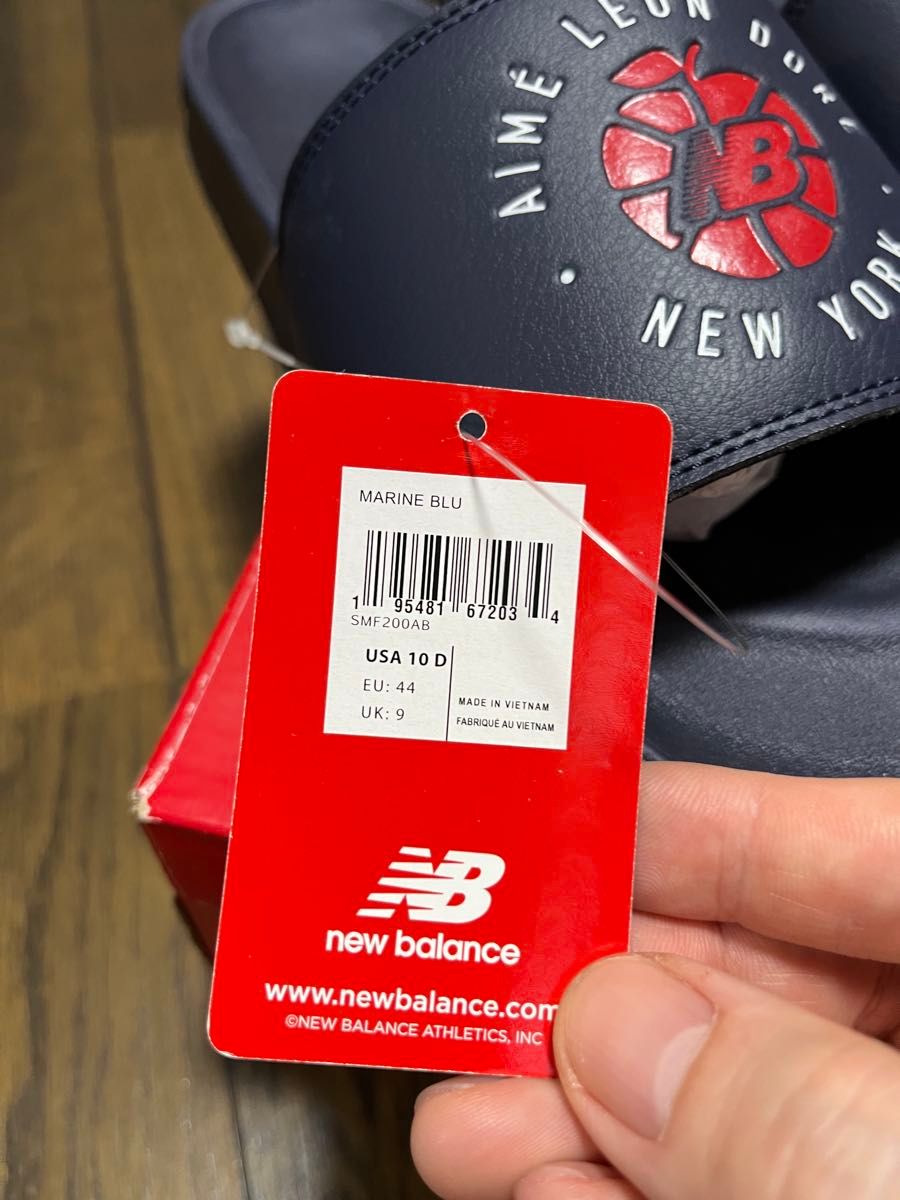 AIMÉ LEON DORE
NB
NEW YORK
MARINE BLU
1 95481 67203 4
SMF200AB
USA 10 D
EU: 44
UK: 9
MADE IN VIETNAM
FABRIQUÉ AU VIETNAM
NB
new balance
www.newbalance.com
©NEW BALANCE ATHLETICS, INC